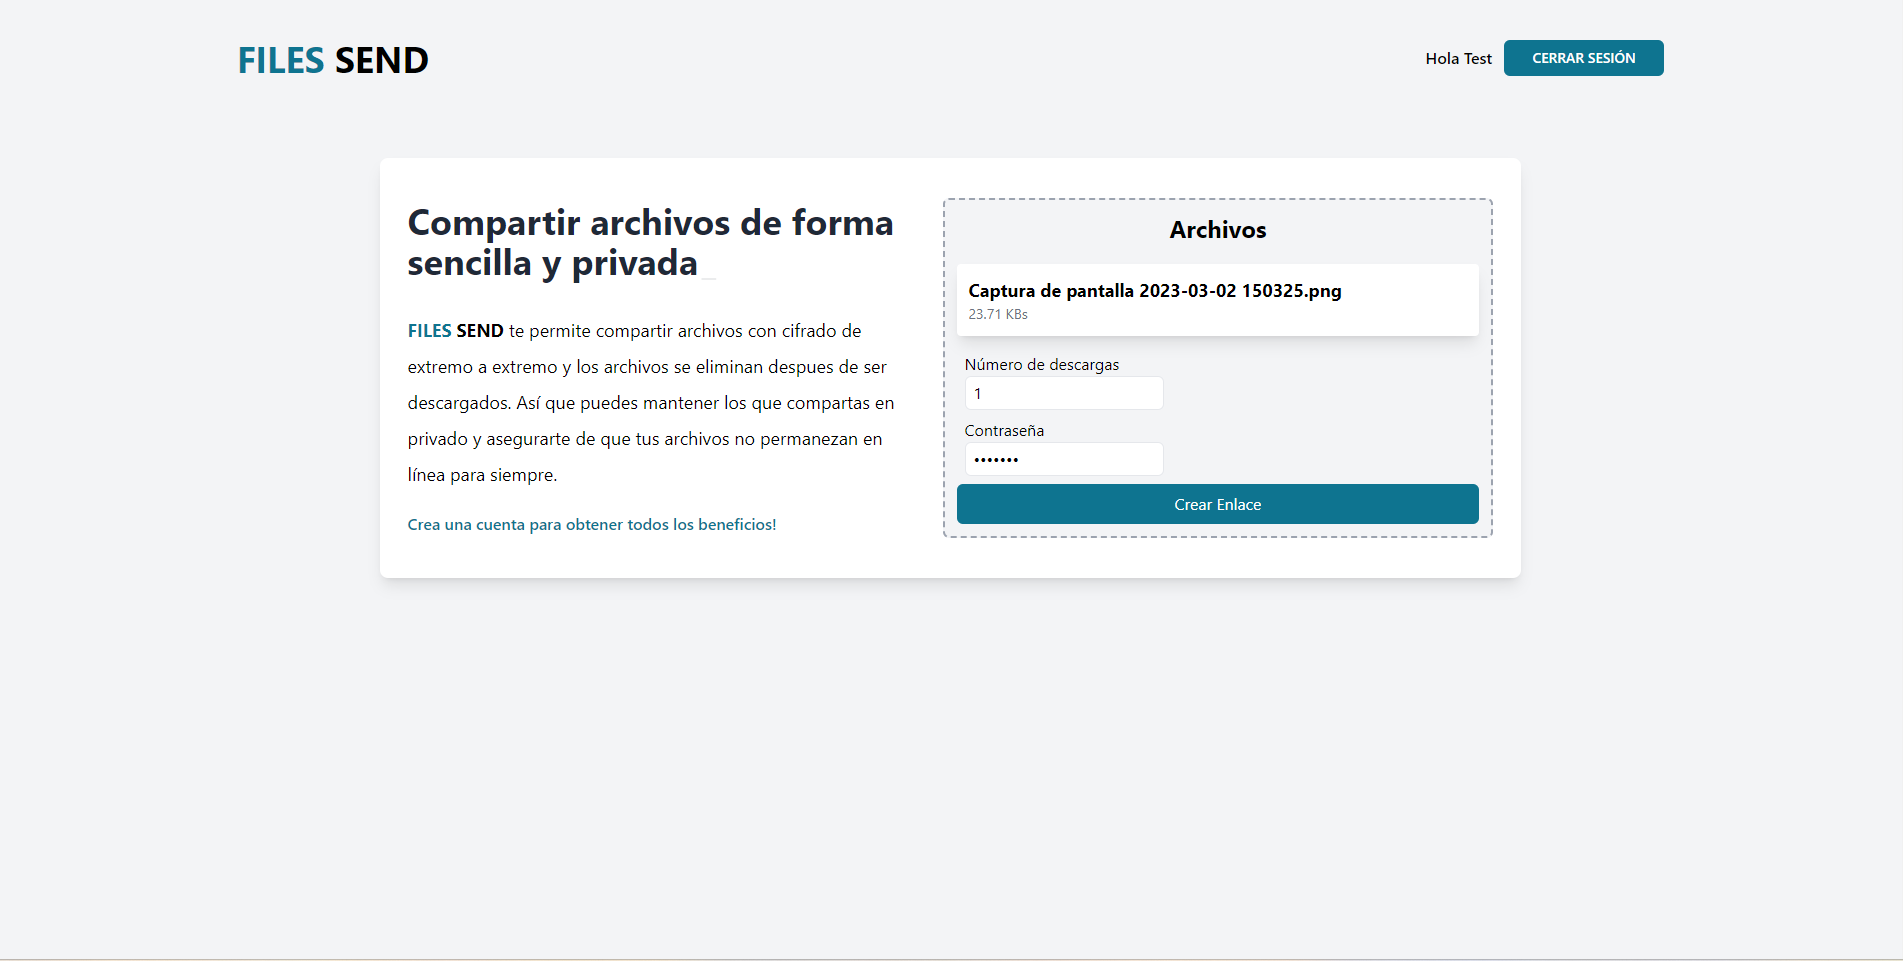 FILES SEND
Hola Test
CERRAR SESIÓN
Compartir archivos de forma
sencilla y privada_
FILES SEND te permite compartir archivos con cifrado de
extremo a extremo y los archivos se eliminan despues de ser
descargados. Así que puedes mantener los que compartas en
privado y asegurarte de que tus archivos no permanezan en
línea para siempre.
Crea una cuenta para obtener todos los beneficios!
Archivos
Captura de pantalla 2023-03-02 150325.png
23.71 KBs
Número de descargas
1
Contraseña
•••••••
Crear Enlace